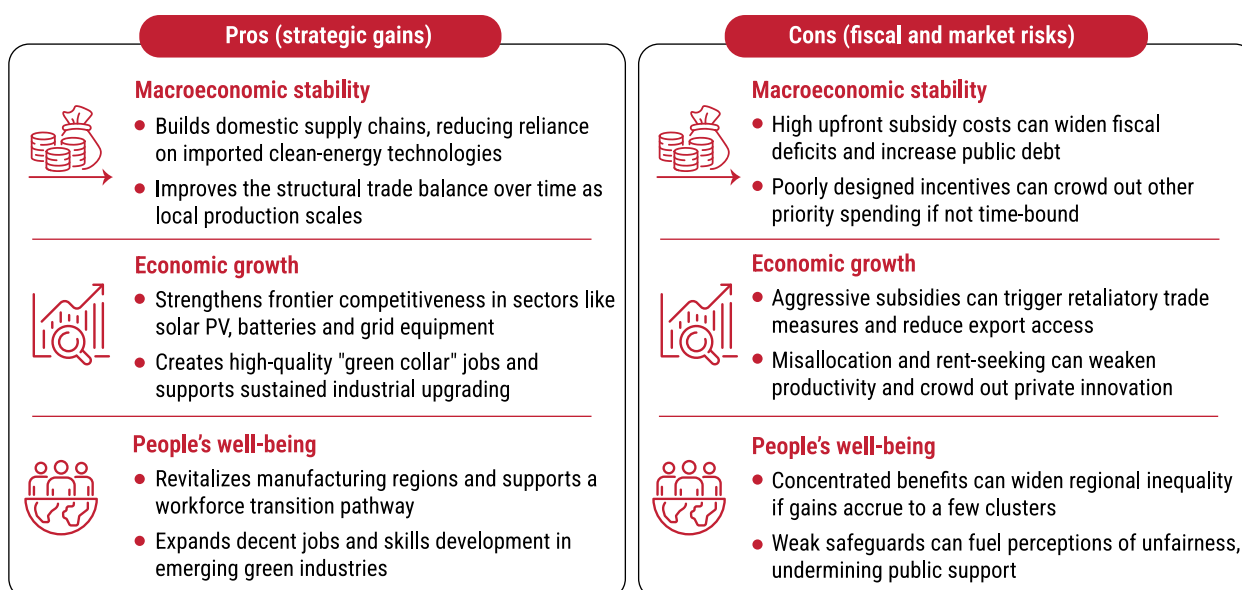 Pros (strategic gains)
Macroeconomic stability
• Builds domestic supply chains, reducing reliance
on imported clean-energy technologies
• Improves the structural trade balance over time as
local production scales
Economic growth
• Strengthens frontier competitiveness in sectors like
solar PV, batteries and grid equipment
• Creates high-quality "green collar" jobs and
supports sustained industrial upgrading
People's well-being
• Revitalizes manufacturing regions and supports a
workforce transition pathway
• Expands decent jobs and skills development in
emerging green industries
Cons (fiscal and market risks)
Macroeconomic stability
• High upfront subsidy costs can widen fiscal
deficits and increase public debt
• Poorly designed incentives can crowd out other
priority spending if not time-bound
Economic growth
• Aggressive subsidies can trigger retaliatory trade
measures and reduce export access
• Misallocation and rent-seeking can weaken
productivity and crowd out private innovation
People's well-being
• Concentrated benefits can widen regional inequality
if gains accrue to a few clusters
• Weak safeguards can fuel perceptions of unfairness,
undermining public support